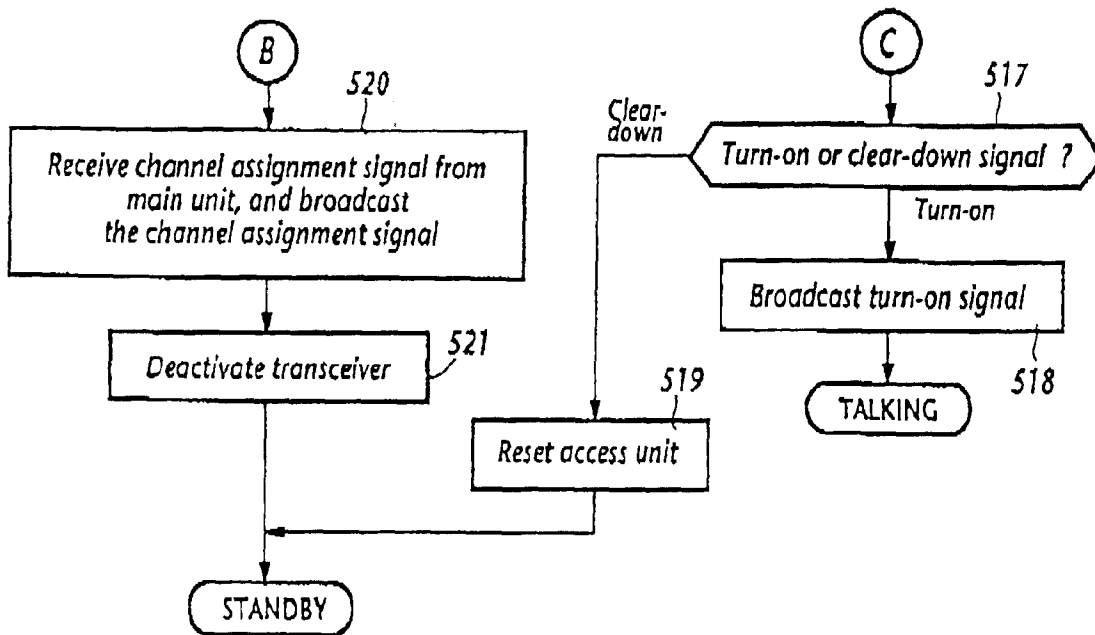 B
520
Receive channel assignment signal from
main unit, and broadcast
the channel assignment signal
Deactivate transceiver
521
STANDBY
C
517
Clear-
down
Turn-on or clear-down signal ?
Turn-on
Broadcast turn-on signal
518
TALKING
519
Reset access unit